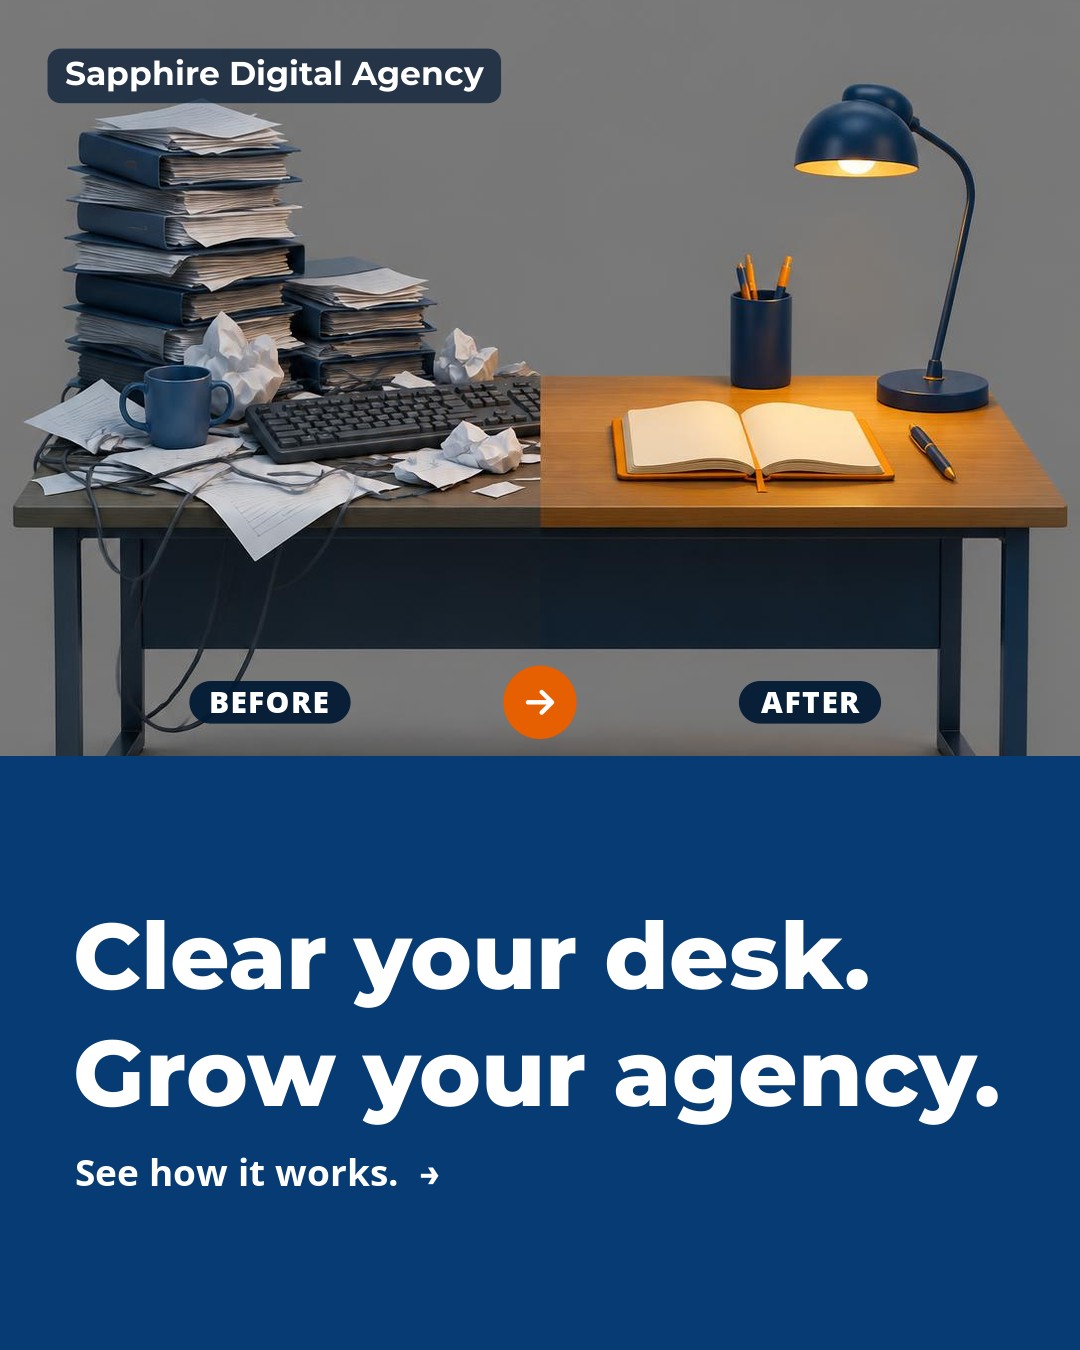 Sapphire Digital Agency
BEFORE → AFTER
Clear your desk.
Grow your agency.
See how it works. →